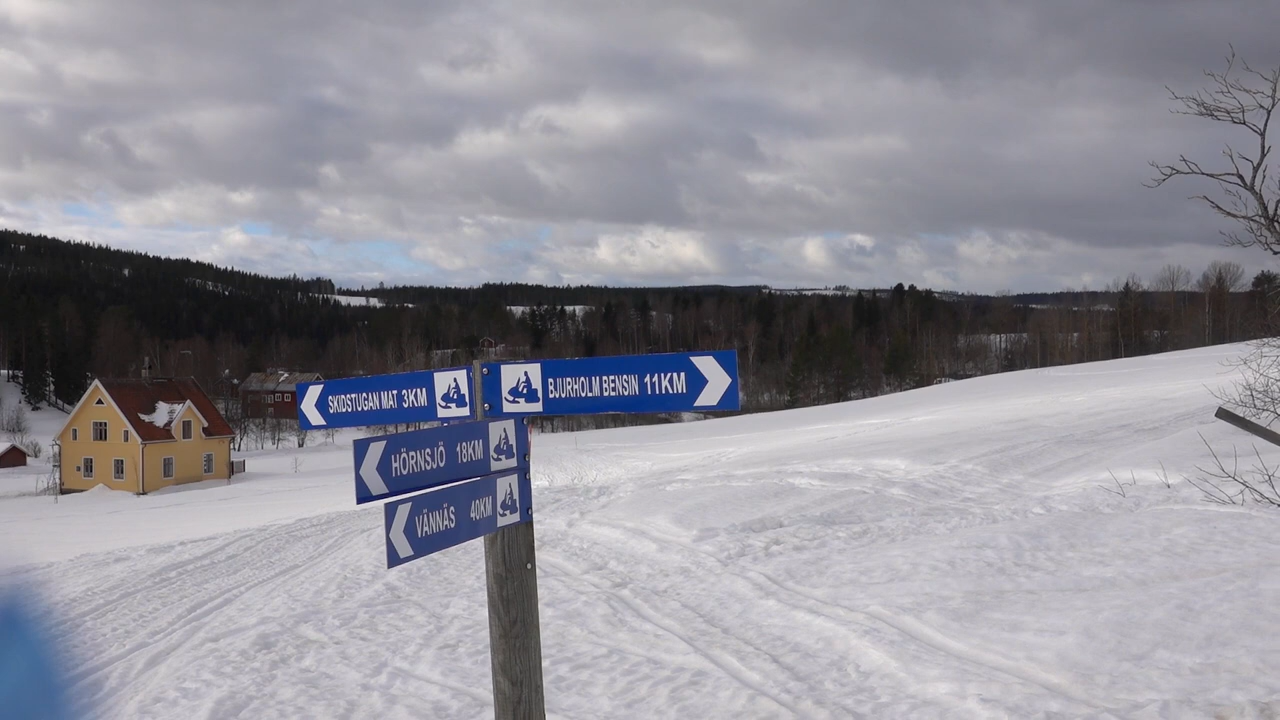 SKIDSTUGAN MAT 3KM
BJURHOLM BENSIN 11KM
HÖRNSJÖ 18KM
VÄNNÄS 40KM